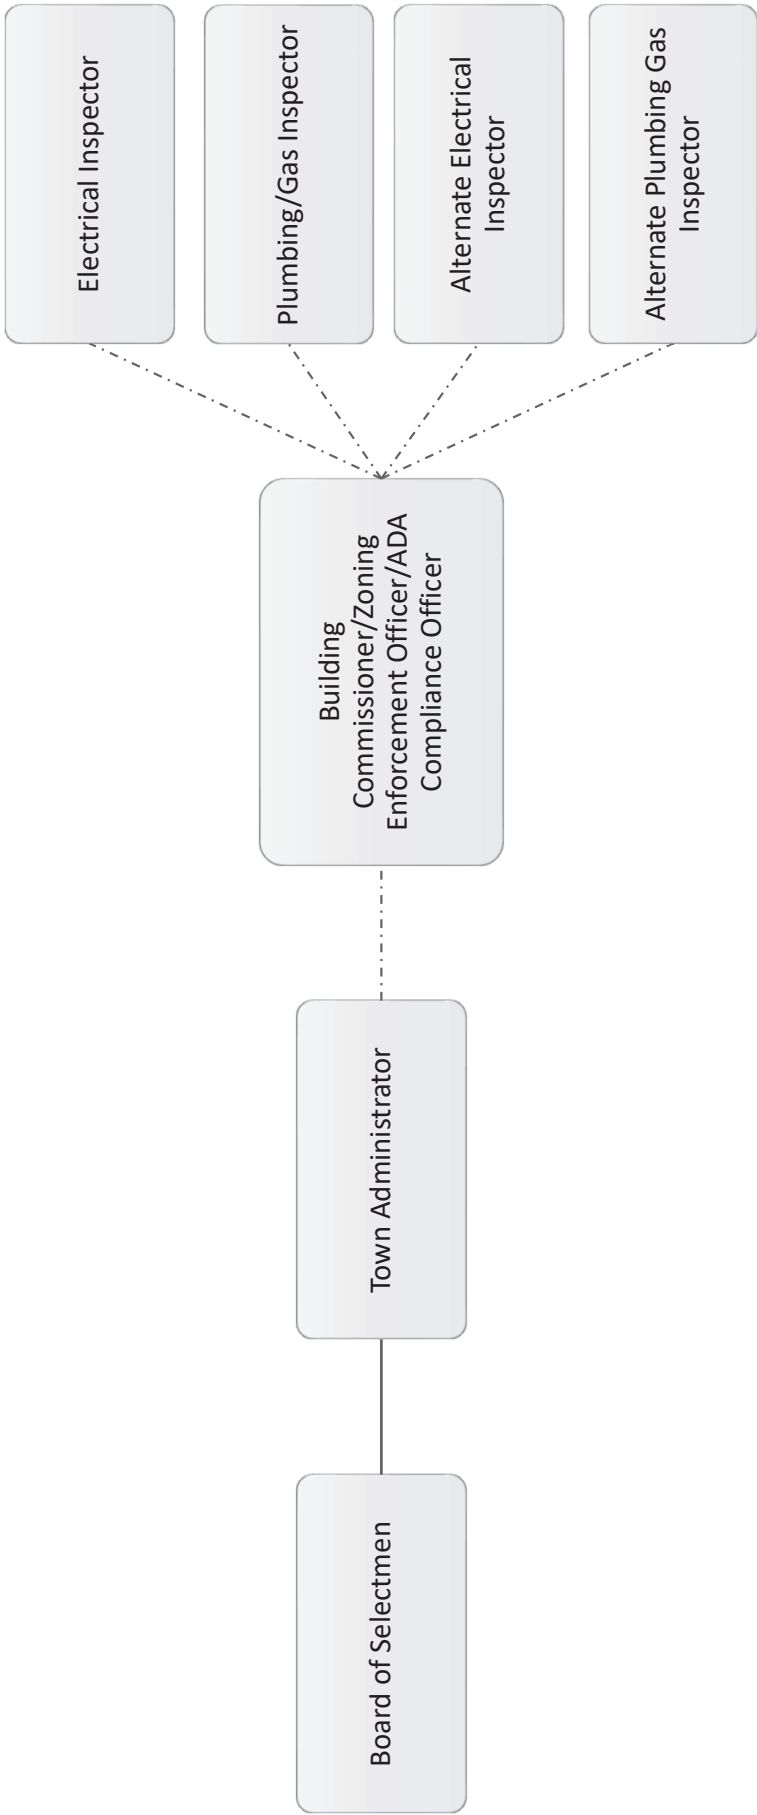 Board of Selectmen
Town Administrator
Building
Commissioner/Zoning
Enforcement Officer/ADA
Compliance Officer
Electrical Inspector
Plumbing/Gas Inspector
Alternate Electrical
Inspector
Alternate Plumbing Gas
Inspector